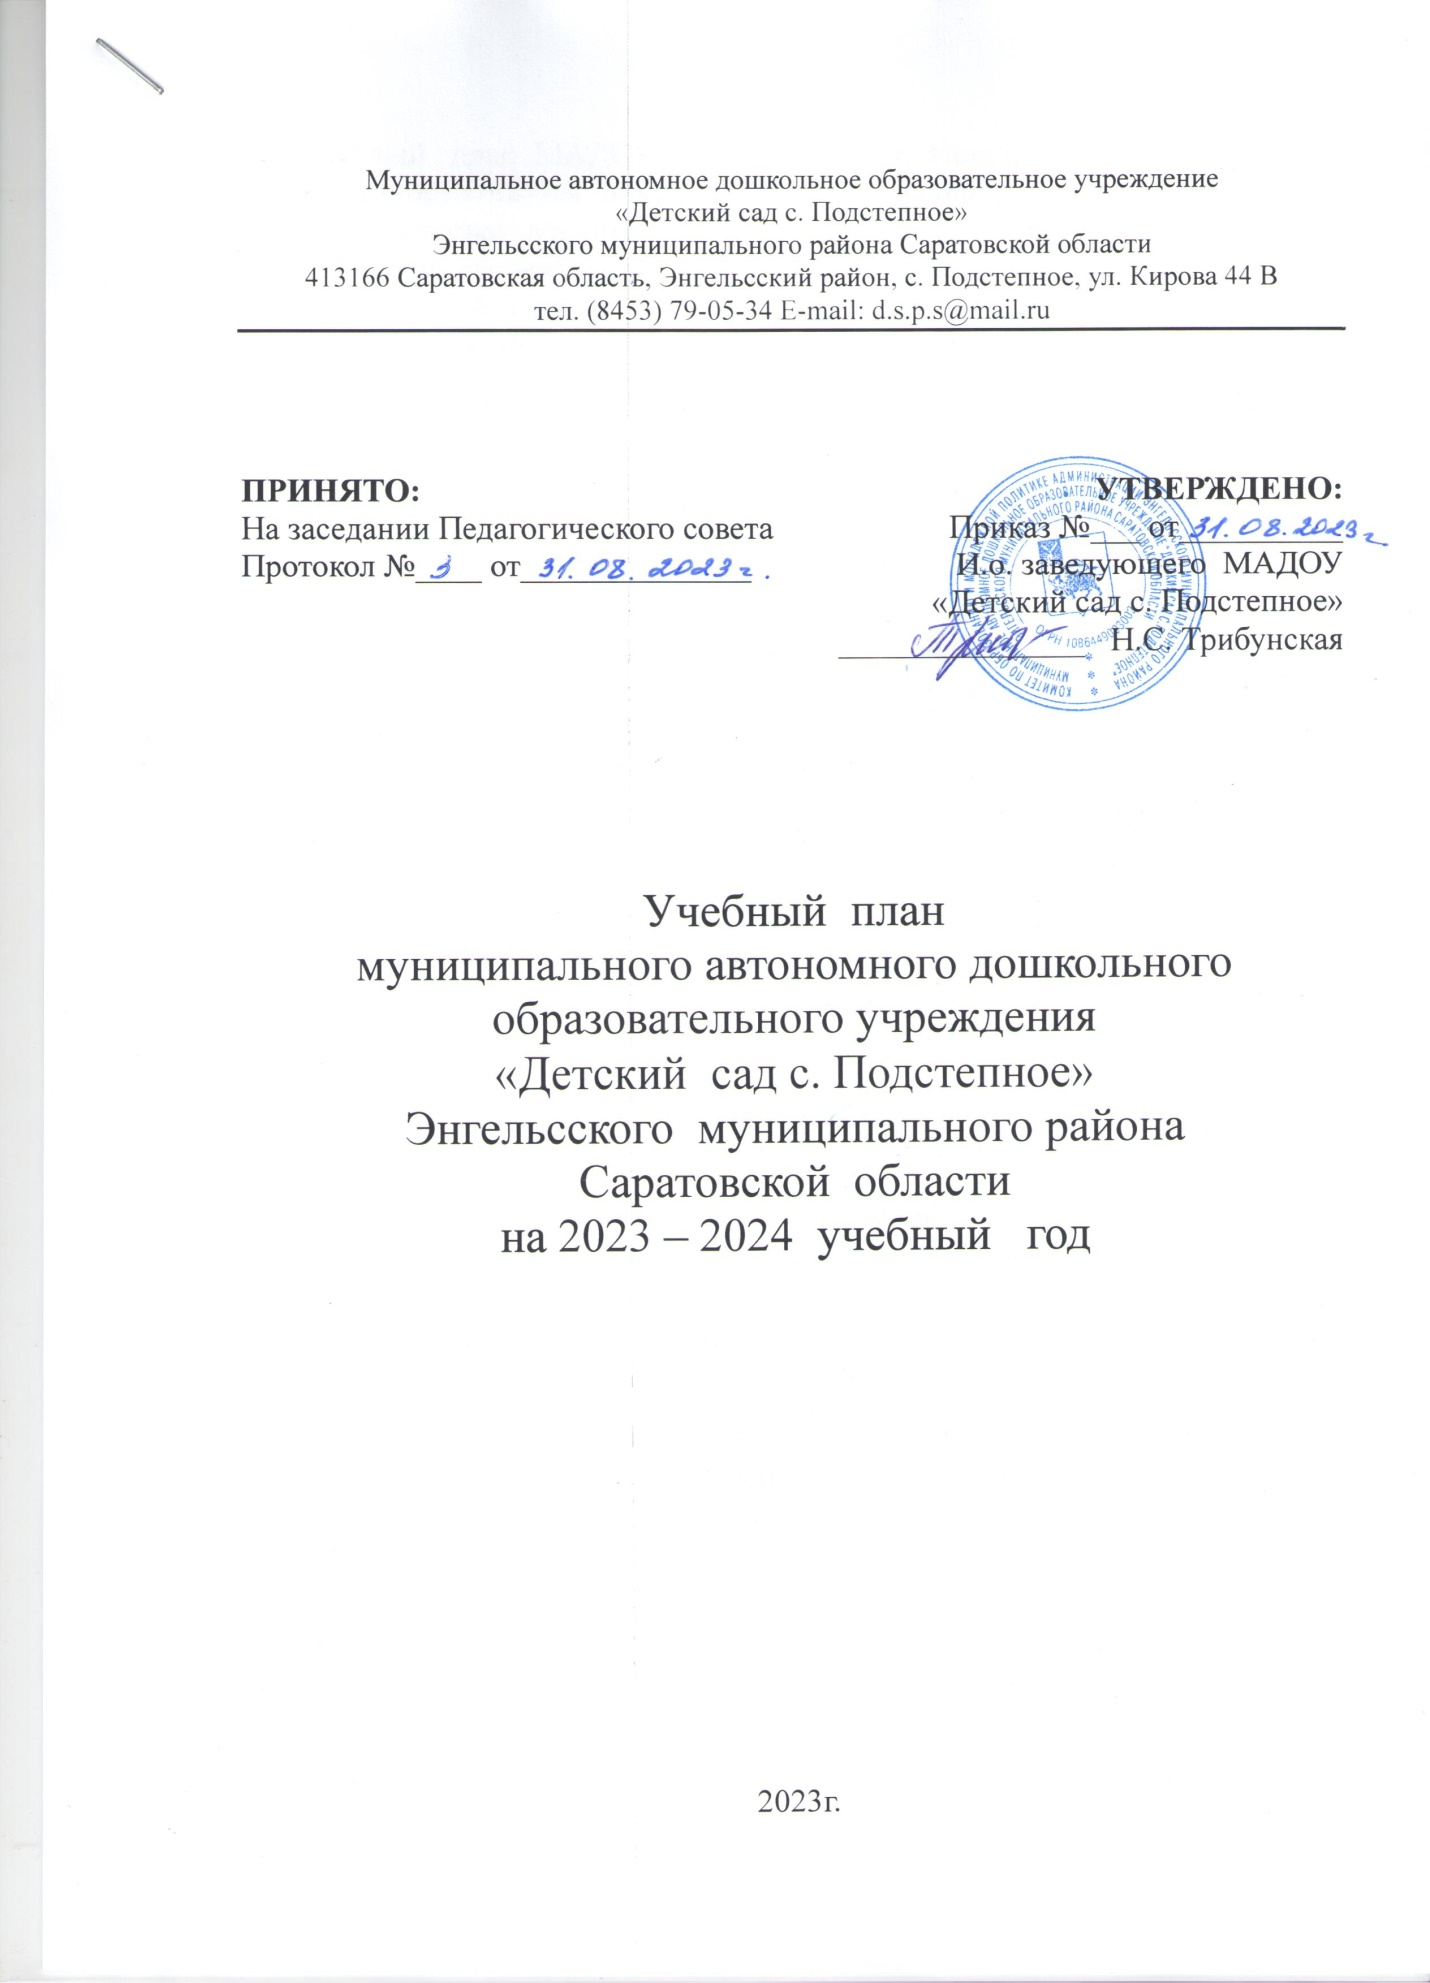 Муниципальное автономное дошкольное образовательное учреждение
«Детский сад с. Подстепное»
Энгельсского муниципального района Саратовской области
413166 Саратовская область, Энгельсский район, с. Подстепное, ул. Кирова 44 В
тел. (8453) 79-05-34 E-mail: d.s.p.s@mail.ru
ПРИНЯТО:
На заседании Педагогического совета
Протокол № 3 от 31.08.2023г.
УТВЕРЖДЕНО:
Приказ №____от 31.08.2023г
И.о. заведующего МАДОУ
«Детский сад с. Подстепное»
Н.С. Трибунская
Учебный план
муниципального автономного дошкольного
образовательного учреждения
«Детский сад с. Подстепное»
Энгельсского муниципального района
Саратовской области
на 2023 – 2024 учебный год
2023г.